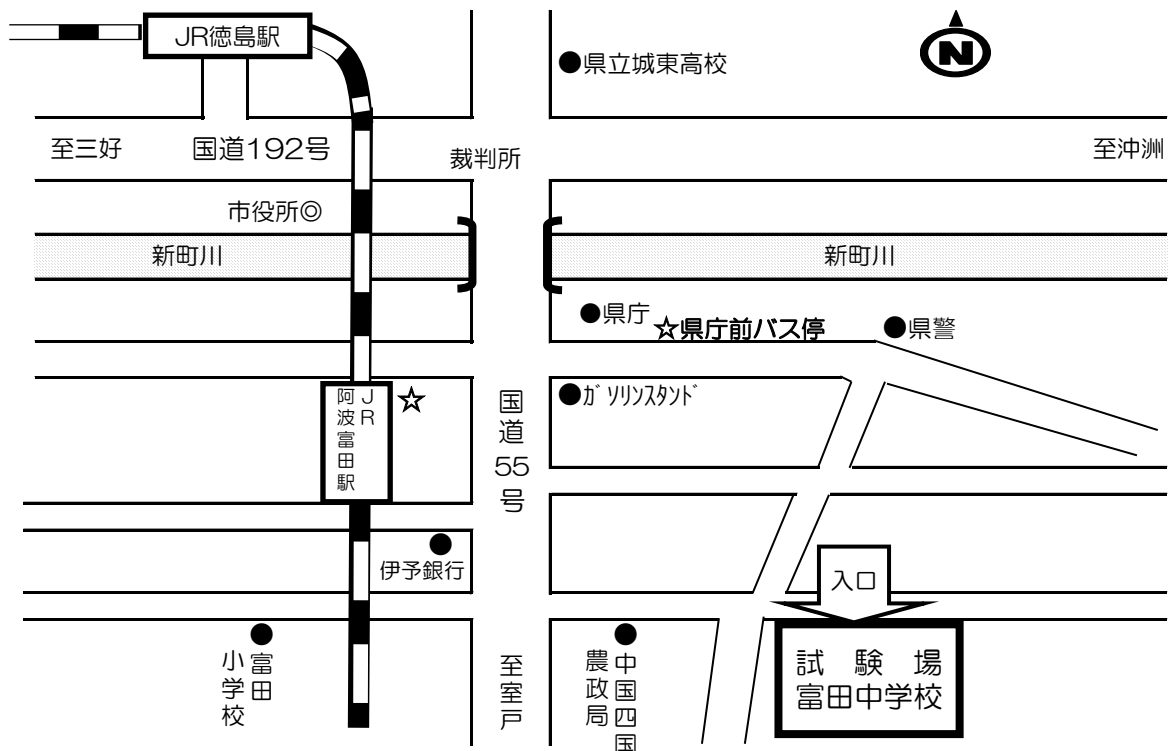 JR徳島駅
N
●県立城東高校
至三好
国道192号
裁判所
至沖洲
市役所◎
新町川
新町川
●県庁
☆県庁前バス停
●県警
JR
阿波富田駅
☆
国道55号
●ガソリンスタンド
●
伊予銀行
入口
●
富田
小学校
至室戸
●
中国四国
農政局
試験場
富田中学校